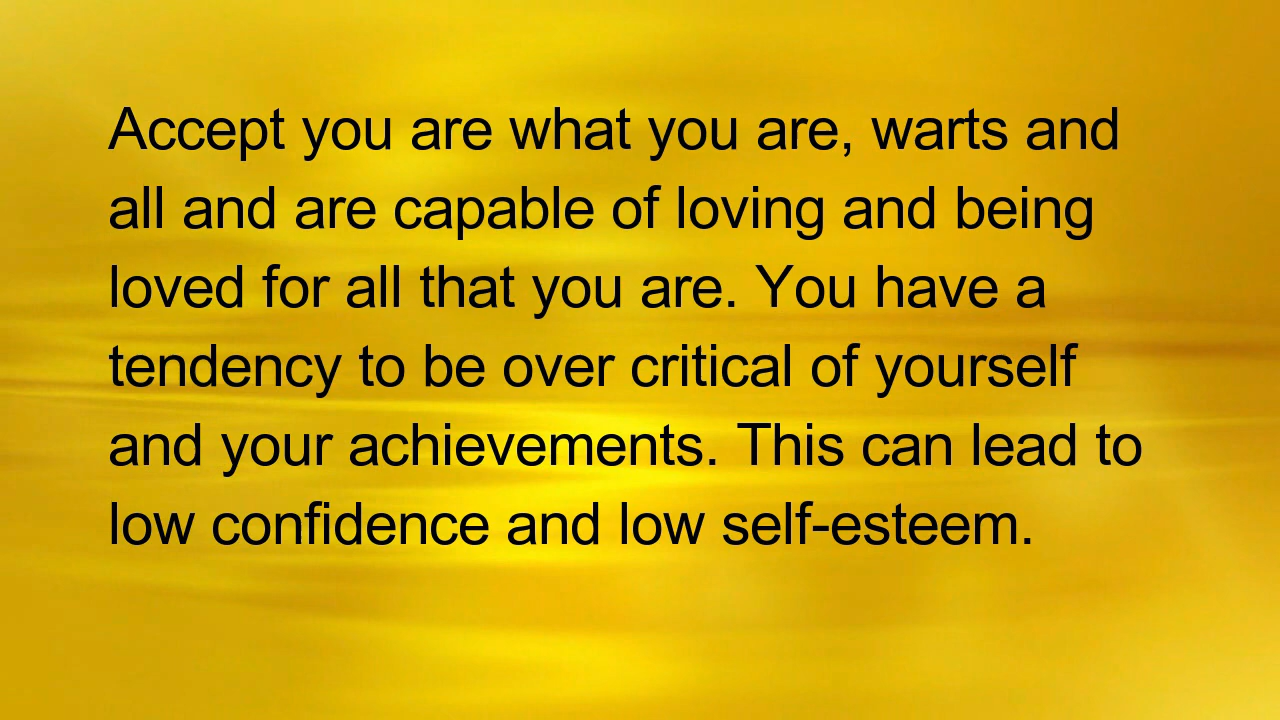 Accept you are what you are, warts and
all and are capable of loving and being
loved for all that you are. You have a
tendency to be over critical of yourself
and your achievements. This can lead to
low confidence and low self-esteem.